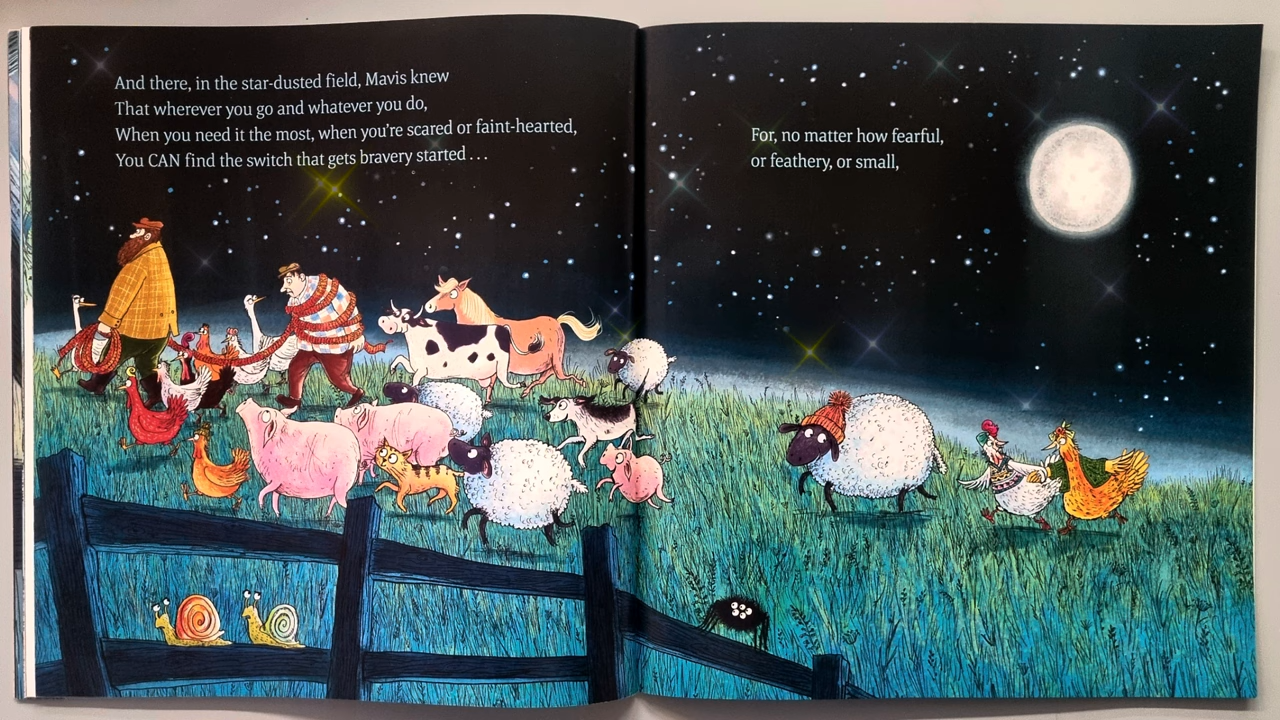 And there, in the star-dusted field, Mavis knew
That wherever you go and whatever you do,
When you need it the most, when you're scared or faint-hearted,
You CAN find the switch that gets bravery started . . .
For, no matter how fearful,
or feathery, or small,